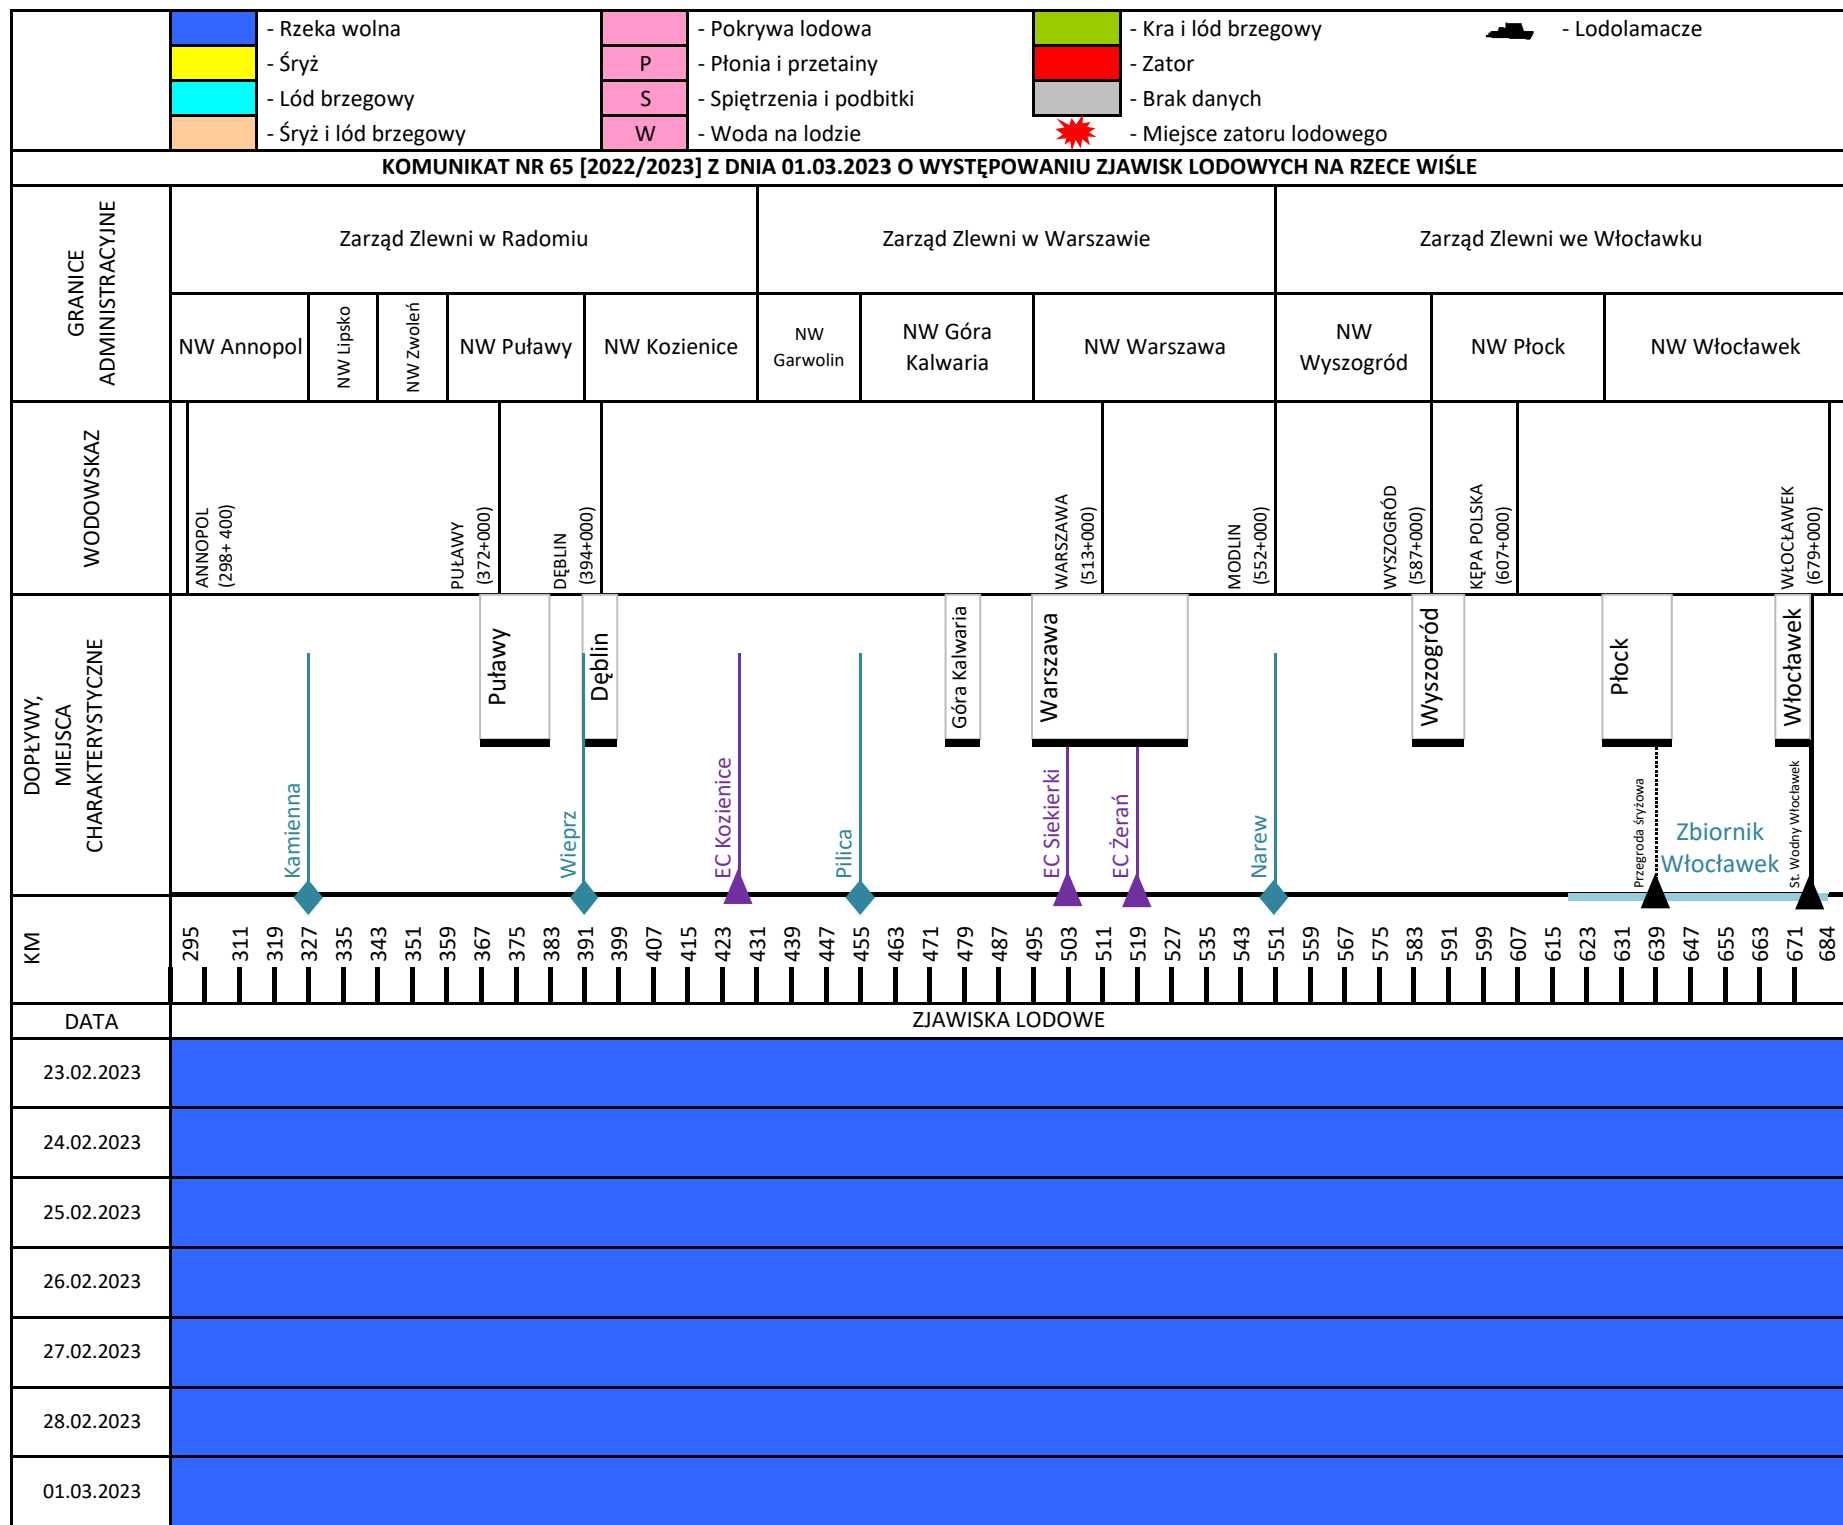 - Rzeka wolna
- Pokrywa lodowa
- Kra i lód brzegowy
- Lodolamacze
- Śryż
P
- Płonia i przetainy
- Zator
- Lód brzegowy
S
- Spiętrzenia i podbitki
- Brak danych
- Śryż i lód brzegowy
W
- Woda na lodzie
- Miejsce zatoru lodowego
KOMUNIKAT NR 65 [2022/2023] Z DNIA 01.03.2023 O WYSTĘPOWANIU ZJAWISK LODOWYCH NA RZECE WIŚLE
GRANICE
ADMINISTRACYJNE
Zarząd Zlewni w Radomiu
Zarząd Zlewni w Warszawie
Zarząd Zlewni we Włocławku
NW Annopol
NW Lipsko
NW Zwoleń
NW Puławy
NW Kozienice
NW
Garwolin
NW Góra
Kalwaria
NW Warszawa
NW
Wyszogród
NW Płock
NW Włocławek
WODOWSKAZ
ANNOPOL
(298+ 400)
PUŁAWY
(372+000)
DĘBLIN
(394+000)
WARSZAWA
(513+000)
MODLIN
(552+000)
WYSZOGRÓD
(587+000)
KĘPA POLSKA
(607+000)
WŁOCŁAWEK
(679+000)
DOPŁYWY,
MIEJSCA
CHARAKTERYSTYCZNE
Puławy
Dęblin
Góra Kalwaria
Warszawa
Wyszogród
Płock
Włocławek
Kamienna
Wieprz
EC Kozienice
Pilica
EC Siekierki
EC Żerań
Narew
Przegroda śryżowa
Zbiornik
Włocławek
St. Wodny Włocławek
KM
295
311
319
327
335
343
351
359
367
375
383
391
399
407
415
423
431
439
447
455
463
471
479
487
495
503
511
519
527
535
543
551
559
567
575
583
591
599
607
615
623
631
639
647
655
663
671
684
DATA
ZJAWISKA LODOWE
23.02.2023
24.02.2023
25.02.2023
26.02.2023
27.02.2023
28.02.2023
01.03.2023